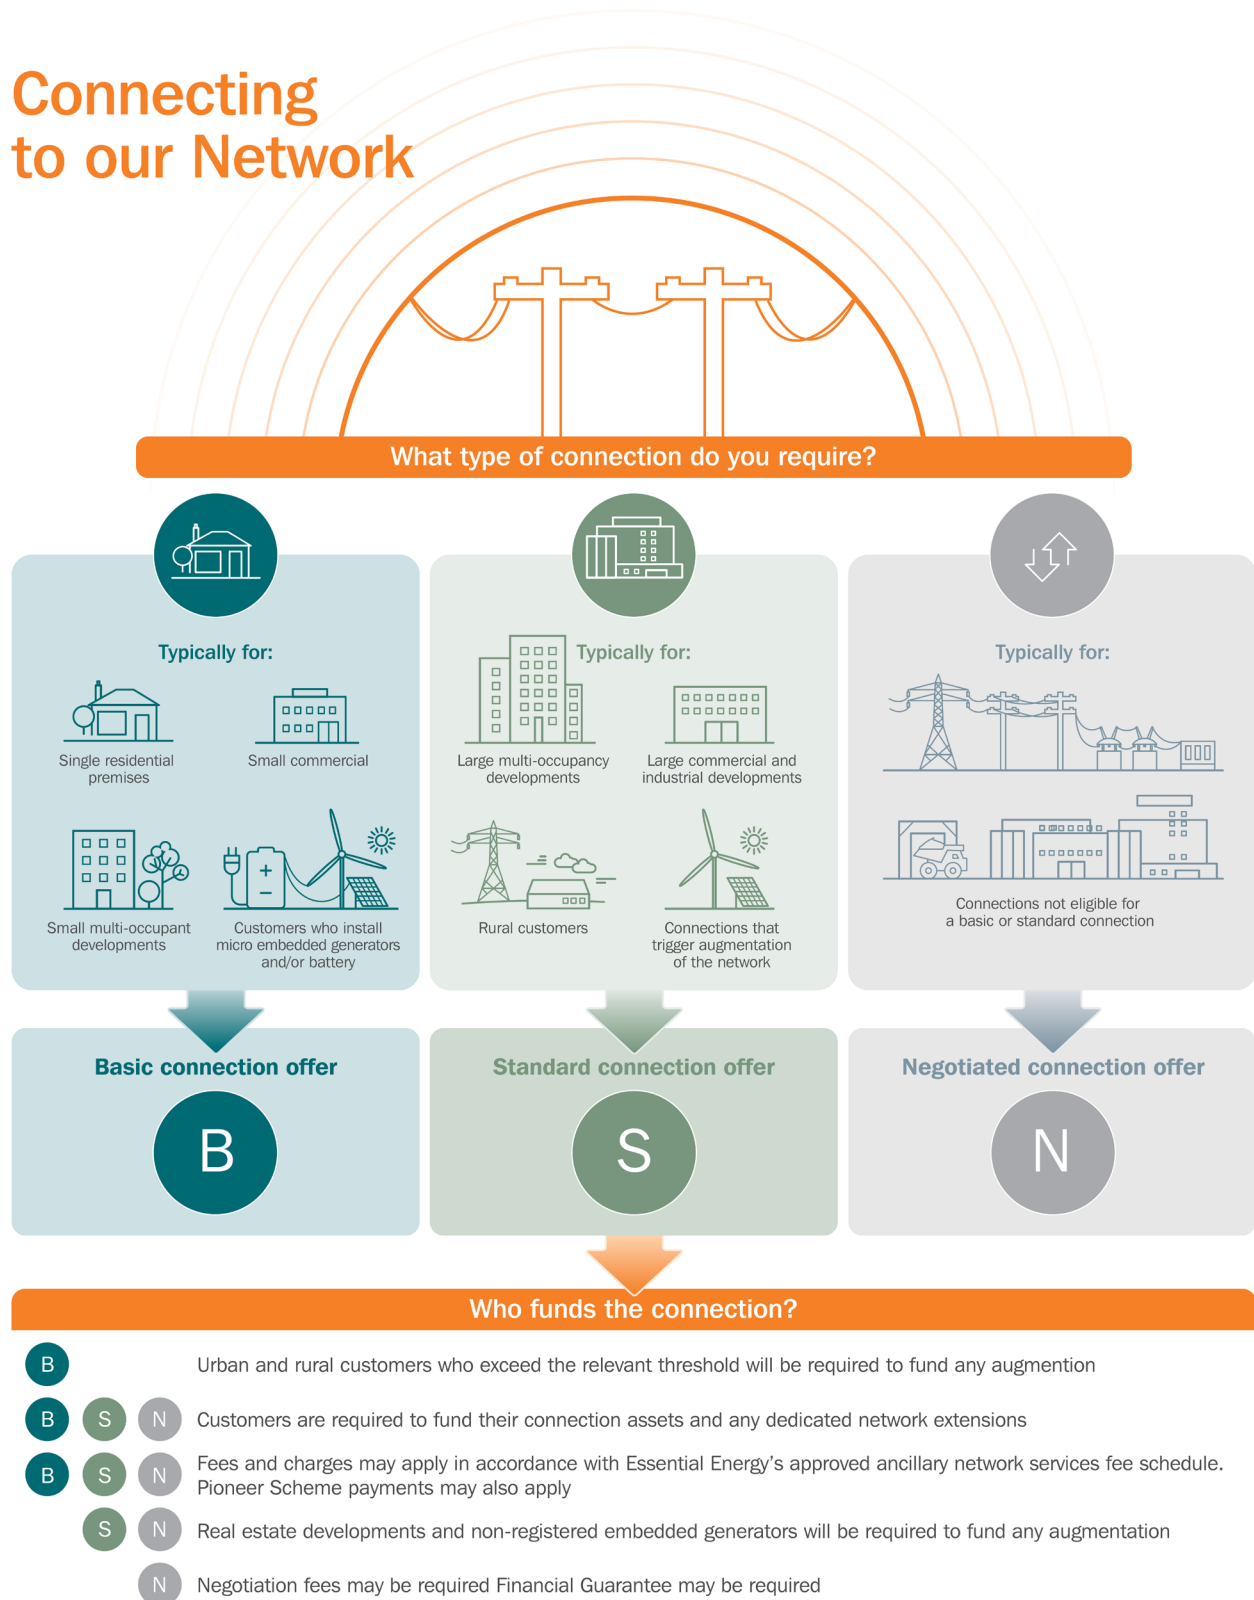 Connecting
to our Network
What type of connection do you require?
Typically for:
Single residential
premises
Small commercial
Small multi-occupant
developments
Customers who install
micro embedded generators
and/or battery
Typically for:
Large multi-occupancy
developments
Large commercial and
industrial developments
Rural customers
Connections that
trigger augmentation
of the network
Typically for:
Connections not eligible for
a basic or standard connection
Basic connection offer
B
Standard connection offer
S
Negotiated connection offer
N
Who funds the connection?
B Urban and rural customers who exceed the relevant threshold will be required to fund any augmention
B S N Customers are required to fund their connection assets and any dedicated network extensions
B S N Fees and charges may apply in accordance with Essential Energy's approved ancillary network services fee schedule.
Pioneer Scheme payments may also apply
S N Real estate developments and non-registered embedded generators will be required to fund any augmentation
N Negotiation fees may be required Financial Guarantee may be required